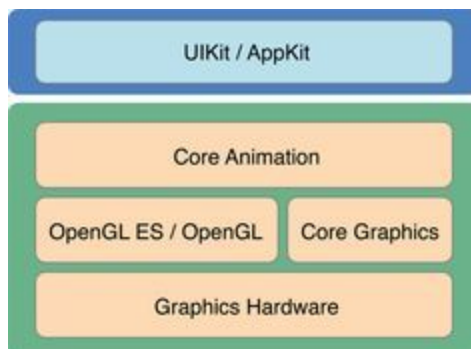 UIKit / AppKit
Core Animation
OpenGL ES / OpenGL
Core Graphics
Graphics Hardware